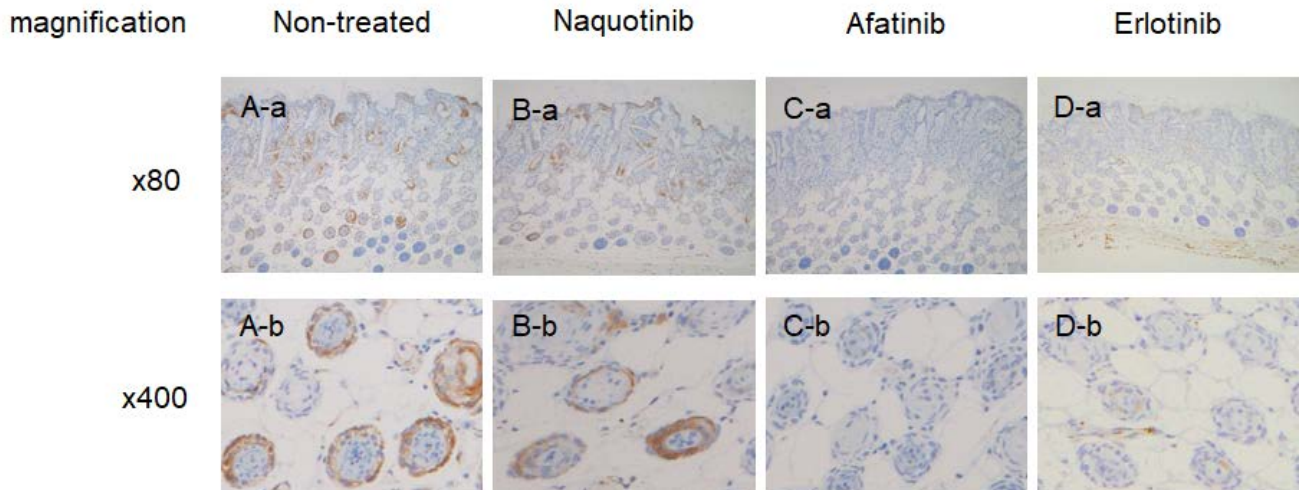 magnification Non-treated Naquotinib Afatinib Erlotinib
x80
A-a B-a C-a D-a
x400
A-b B-b C-b D-b